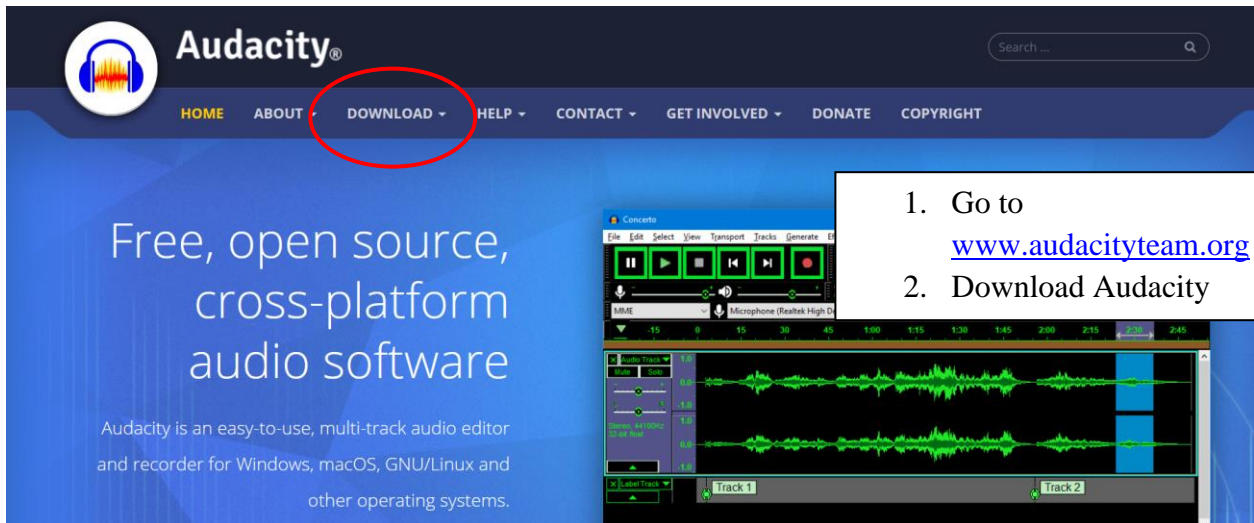 Audacity®
Search ...
HOME ABOUT DOWNLOAD HELP CONTACT GET INVOLVED DONATE COPYRIGHT
Free, open source,
cross-platform
audio software
Audacity is an easy-to-use, multi-track audio editor
and recorder for Windows, macOS, GNU/Linux and
other operating systems.
1. Go to
www.audacityteam.org
2. Download Audacity
Concerto
File Edit Select View Transport Tracks Generate
MME Microphone (Realtek High
-15 0 15 30 45 1:00 1:15 1:30 1:45 2:00 2:15 2:30 2:45
X Audio Track 1.0
Mute Solo
0.0
-1.0
Stereo, 44100Hz 1.0
32-bit float
0.0
-1.0
X Label Track
Track 1 Track 2